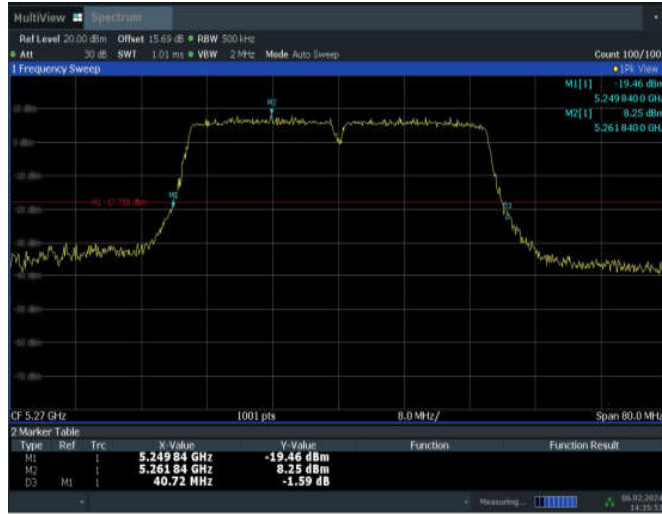 MultiView Spectrum
Ref Level 20.00 dBm Offset 15.69 dB RBW 500 kHz
Att 30 dB SWT 1.01 ms VBW 2 MHz Mode Auto Sweep Count 100/100
1 Frequency Sweep 1Pk View
M1[1] -19.46 dBm
5.249 8400 GHz
M2[1] 8.25 dBm
5.261 8400 GHz
M2
M1
D3
CF 5.27 GHz 1001 pts 8.0 MHz/ Span 80.0 MHz
2 Marker Table
Type Ref Trc X-Value Y-Value Function Function Result
M1 1 5.249 84 GHz -19.46 dBm
M2 1 5.261 84 GHz 8.25 dBm
D3 M1 1 40.72 MHz -1.59 dB
Measuring...